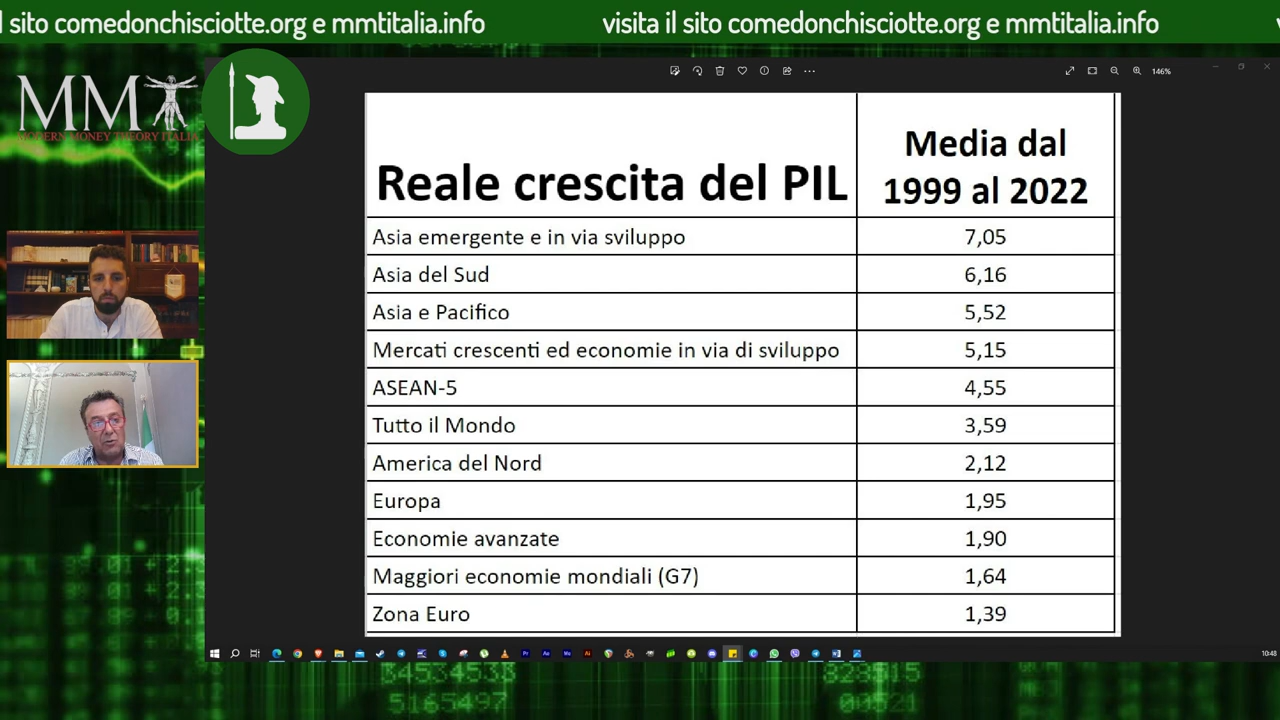 l sito comedonchisciotte.org e mmtitalia.info
visita il sito comedonchisciotte.org e mmtitalia.info
MMT
MODERN MONEY THEORY ITALIA
146%
Reale crescita del PIL
Media dal
1999 al 2022
Asia emergente e in via sviluppo 7,05
Asia del Sud 6,16
Asia e Pacifico 5,52
Mercati crescenti ed economie in via di sviluppo 5,15
ASEAN-5 4,55
Tutto il Mondo 3,59
America del Nord 2,12
Europa 1,95
Economie avanzate 1,90
Maggiori economie mondiali (G7) 1,64
Zona Euro 1,39
10:48